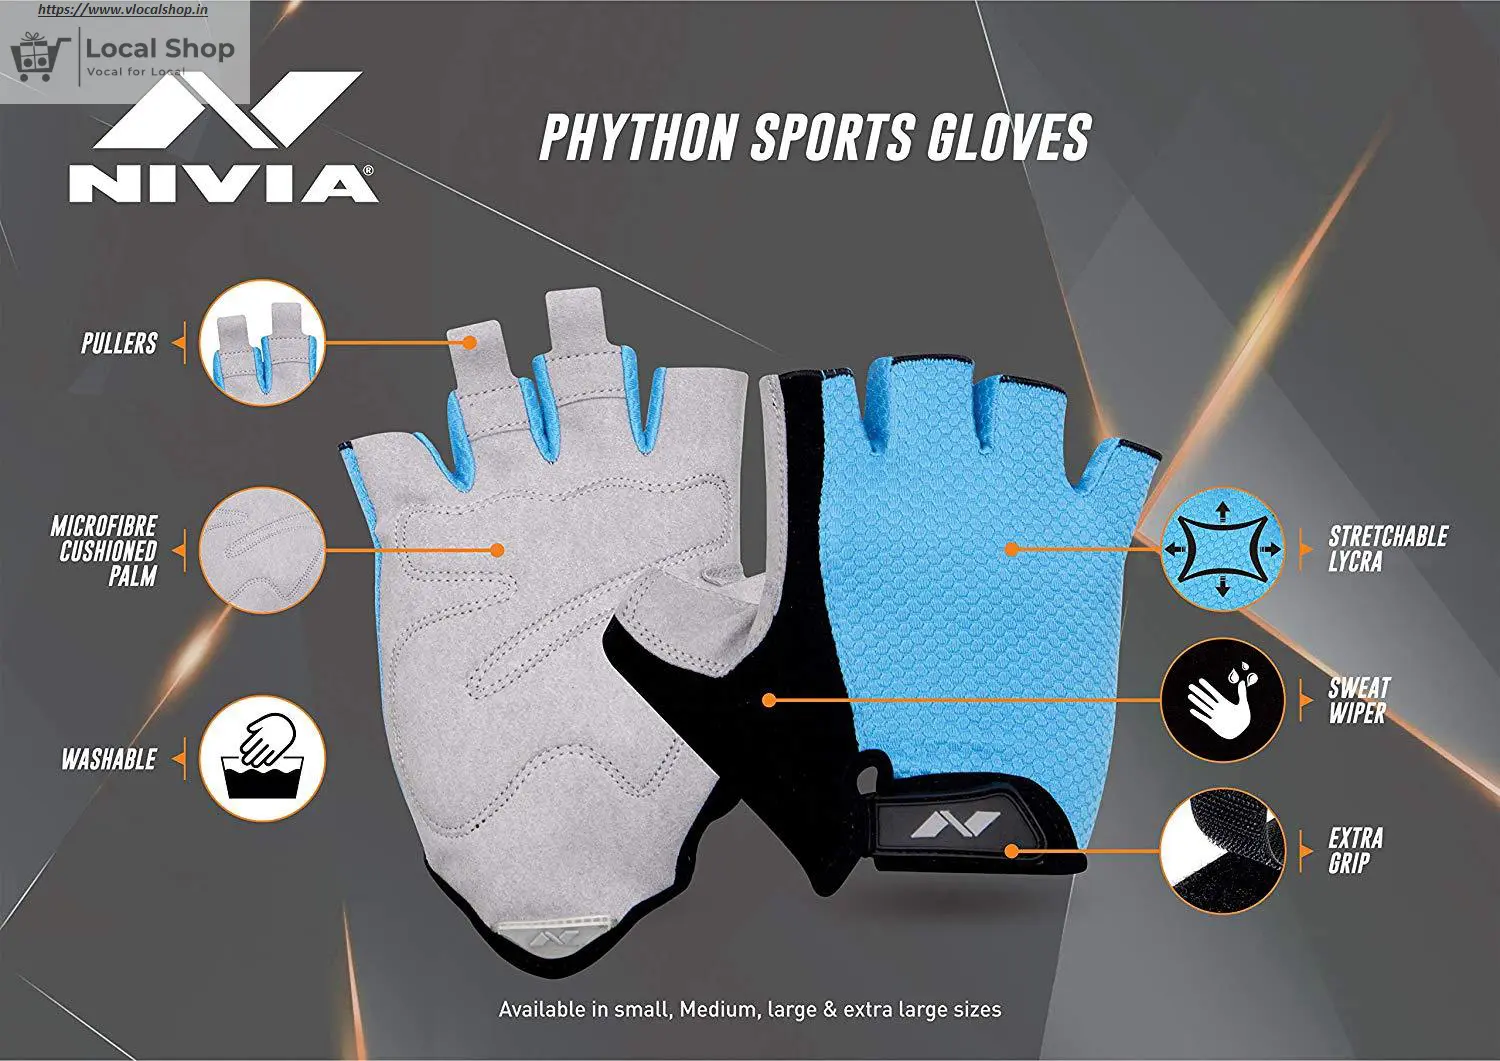 https://www.vlocalshop.in
Local Shop
Vocal for Local
NIVIA®
PHYTHON SPORTS GLOVES
PULLERS
MICROFIBRE
CUSHIONED
PALM
WASHABLE
STRETCHABLE
LYCRA
SWEAT
WIPER
EXTRA
GRIP
Available in small, Medium, large & extra large sizes